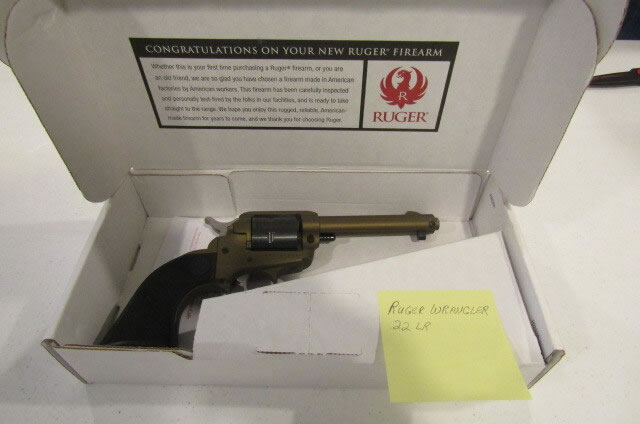 CONGRATULATIONS ON YOUR NEW RUGER® FIREARM
Whether this is your first time purchasing a Ruger® firearm, or you are
an old friend, we are so glad you have chosen a firearm made in American
factories by American workers. This firearm has been carefully inspected
and personally test-fired by the folks in our facilities, and is ready to take
straight to the range. We hope you enjoy this rugged, reliable, American-
made firearm for years to come, and we thank you for choosing Ruger.
R
RUGER®
RUGER WRANGLER
22 LR